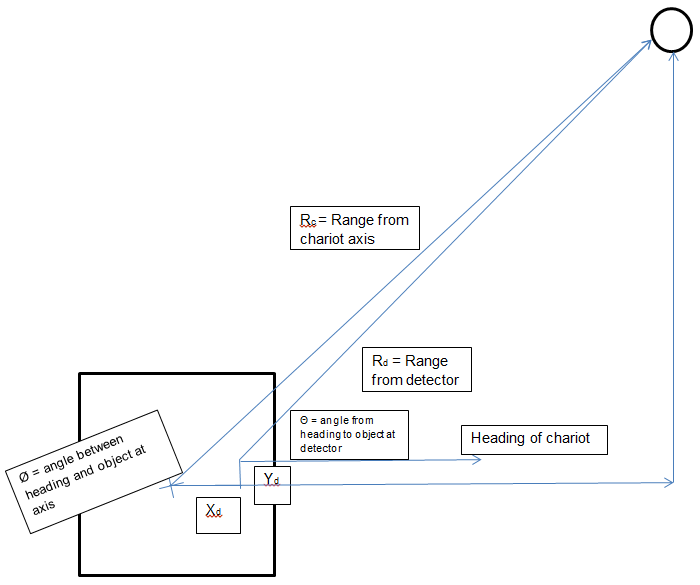 R꜀ = Range from
chariot axis
R𝖽 = Range
from detector
Θ = angle from
heading to object at
detector
Heading of chariot
Ø = angle between
heading and object at
axis
Y𝖽
X𝖽